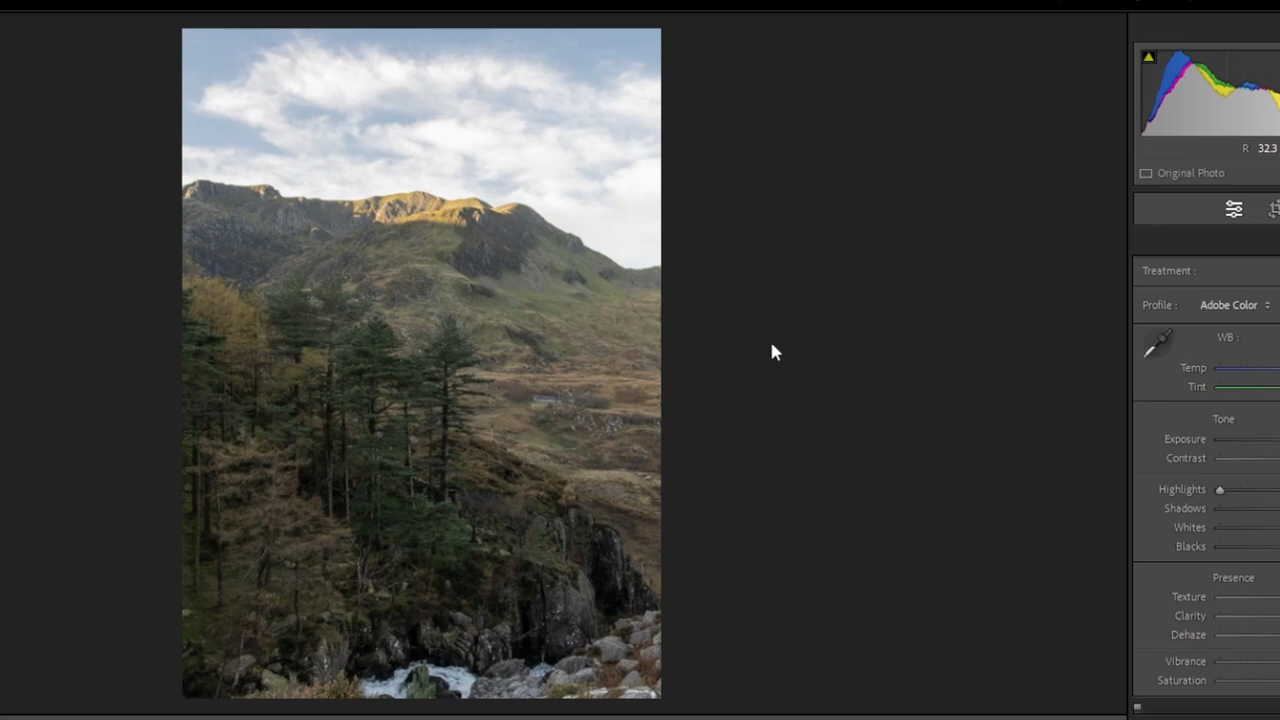 R 32.3
Original Photo
Treatment :
Profile : Adobe Color
WB :
Temp
Tint
Tone
Exposure
Contrast
Highlights
Shadows
Whites
Blacks
Presence
Texture
Clarity
Dehaze
Vibrance
Saturation